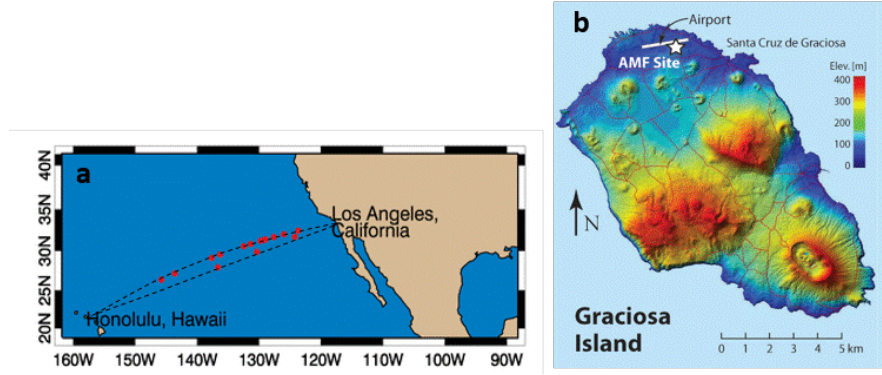 a
40N
35N
30N
25N
20N
Los Angeles,
California
Honolulu, Hawaii
160W 150W 140W 130W 120W 110W 100W 90W
b
Airport
Santa Cruz de Graciosa
AMF Site
Elev. [m]
400
300
200
100
0
N
Graciosa
Island
0 1 2 3 4 5 km